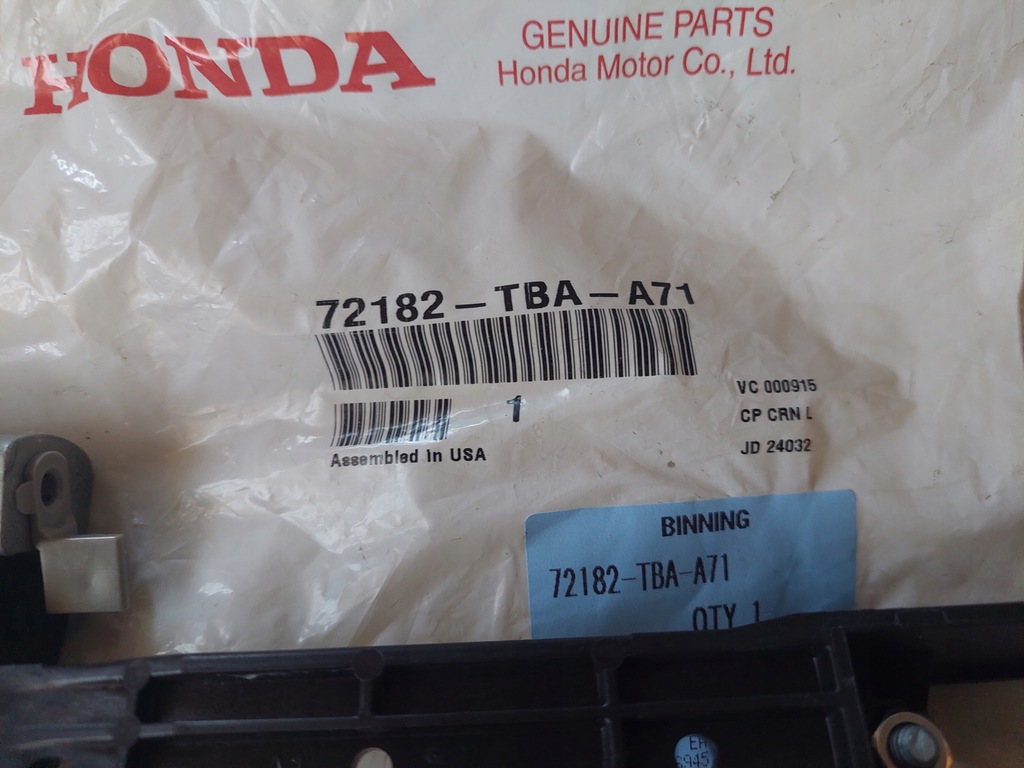 HONDA
GENUINE PARTS
Honda Motor Co., Ltd.
72182-TBA-A71
1
Assembled In USA
VC 000915
CP CRN L
JD 24032
BINNING
72182-TBA-A71
QTY 1